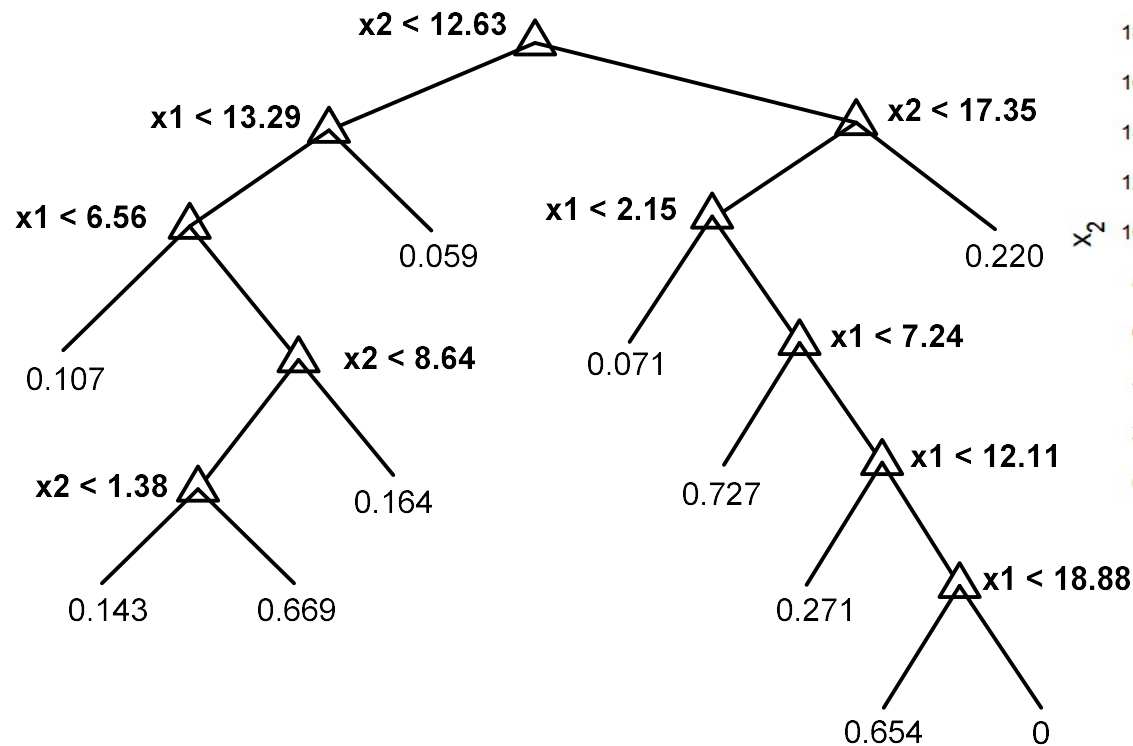 x2 < 12.63
x1 < 13.29
x2 < 17.35
x1 < 6.56
x1 < 2.15
0.059
0.220
x2
x1 < 7.24
x2 < 8.64
0.071
0.107
x1 < 12.11
x2 < 1.38
0.164
0.727
x1 < 18.88
0.143
0.669
0.271
0.654
0